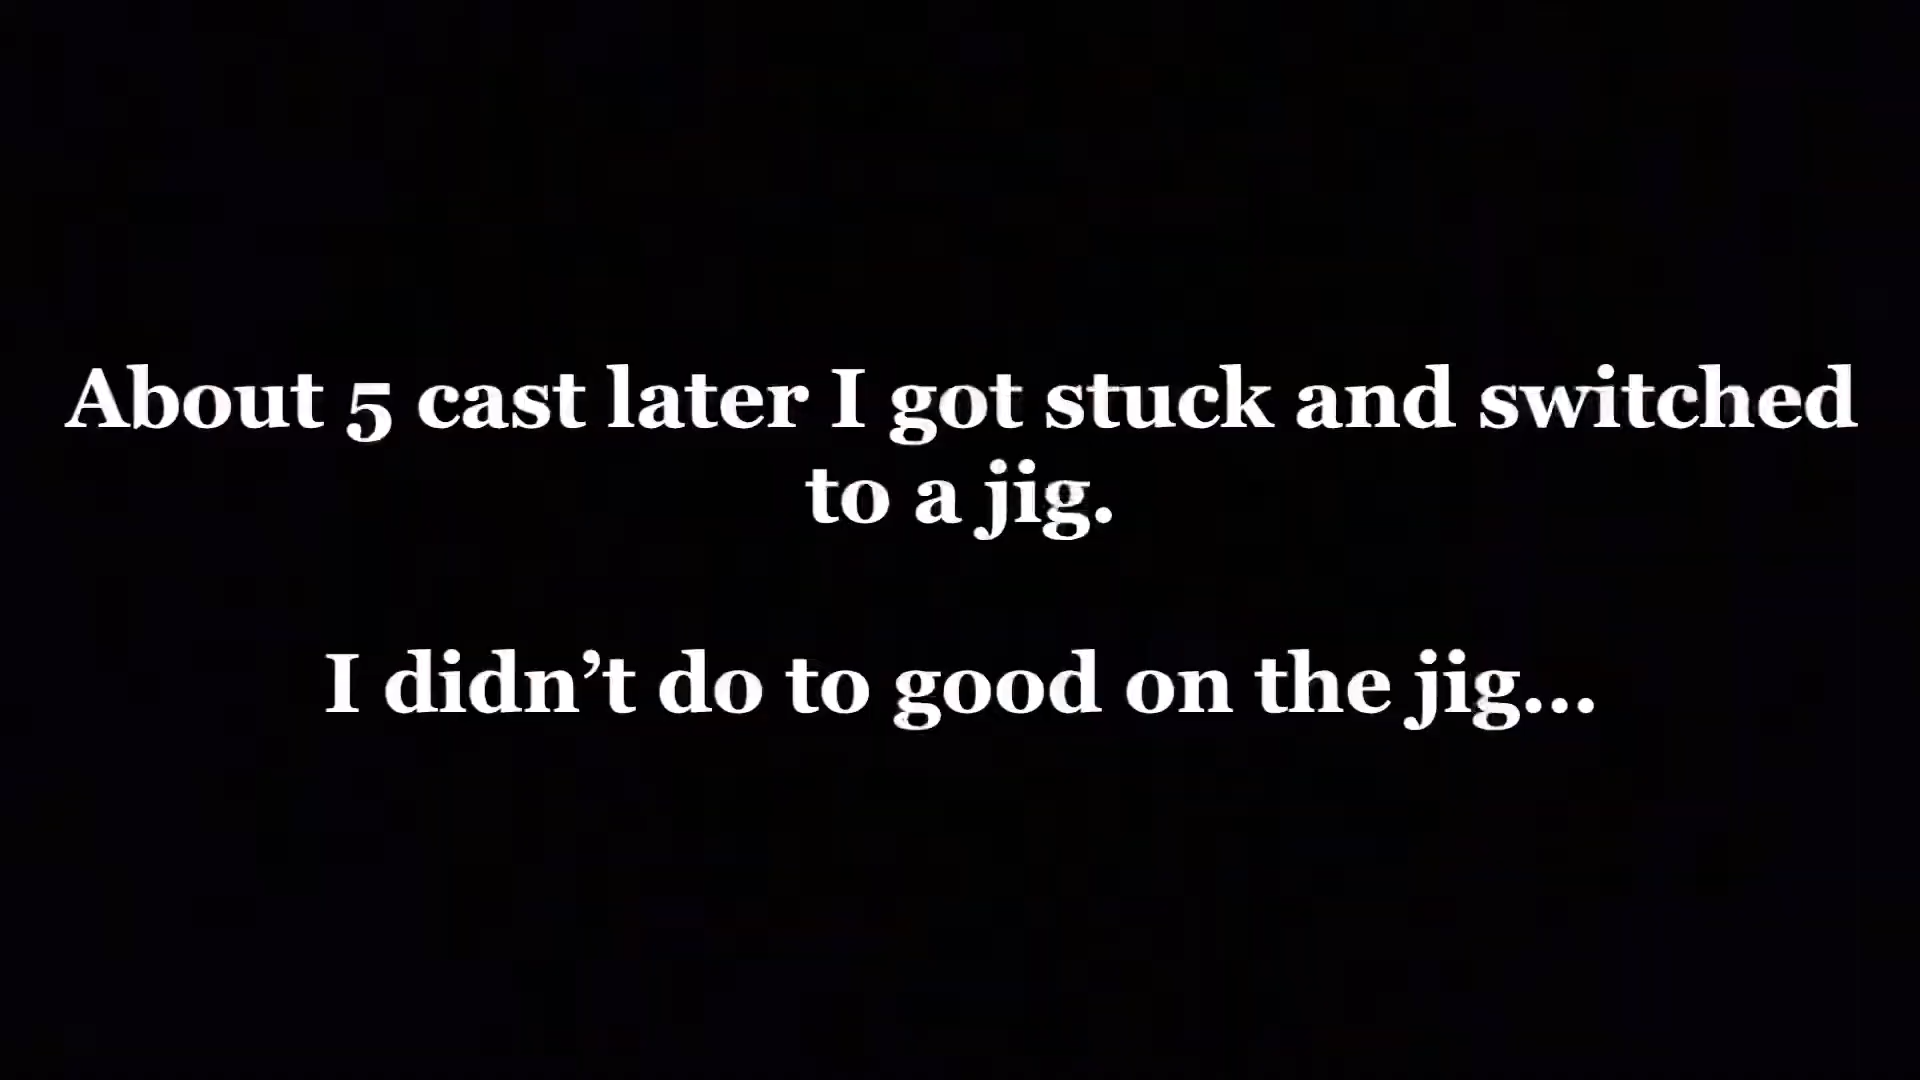 About 5 cast later I got stuck and switched
to a jig.
I didn’t do to good on the jig...